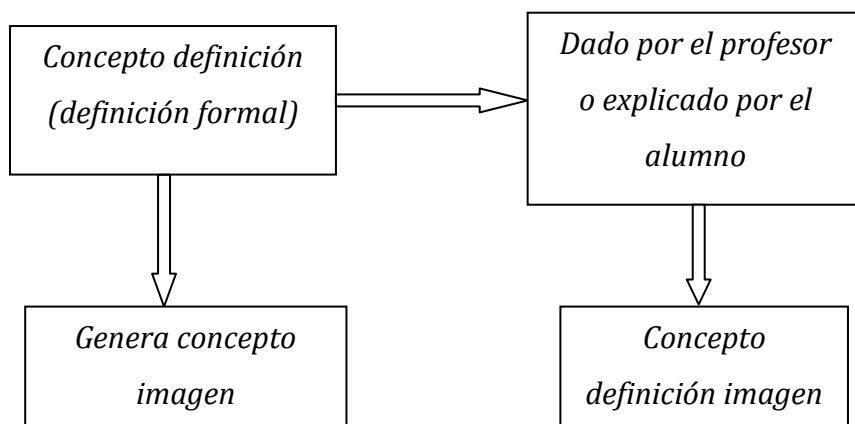 Concepto definición
(definición formal)
Dado por el profesor
o explicado por el
alumno
Genera concepto
imagen
Concepto
definición imagen